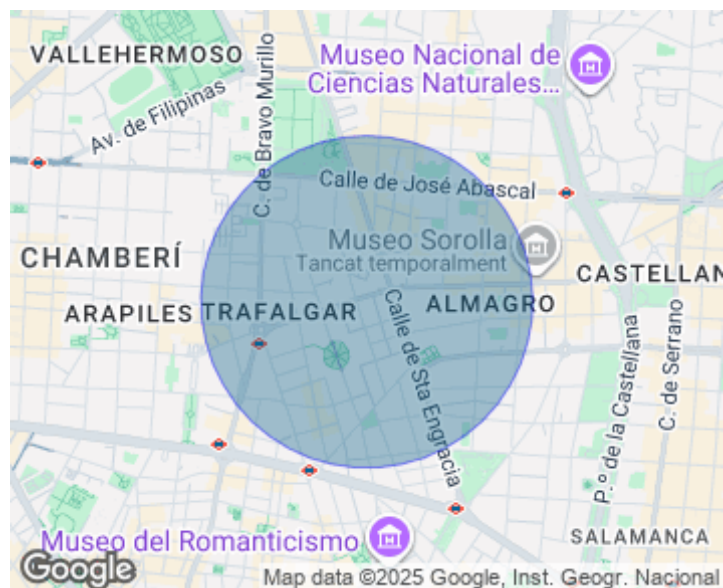 VALLEHERMOSO
Museo Nacional de
Ciencias Naturales...
Av. de Filipinas
C. de Bravo Murillo
Calle de José Abascal
Museo Sorolla
Tancat temporalment
CHAMBERÍ
CASTELLAN
ARAPILES TRAFALGAR
ALMAGRO
Calle de Sta Engracia
P.º de la Castellana
C. de Serrano
Museo del Romanticismo
SALAMANCA
Google
Map data ©2025 Google, Inst. Geogr. Nacional